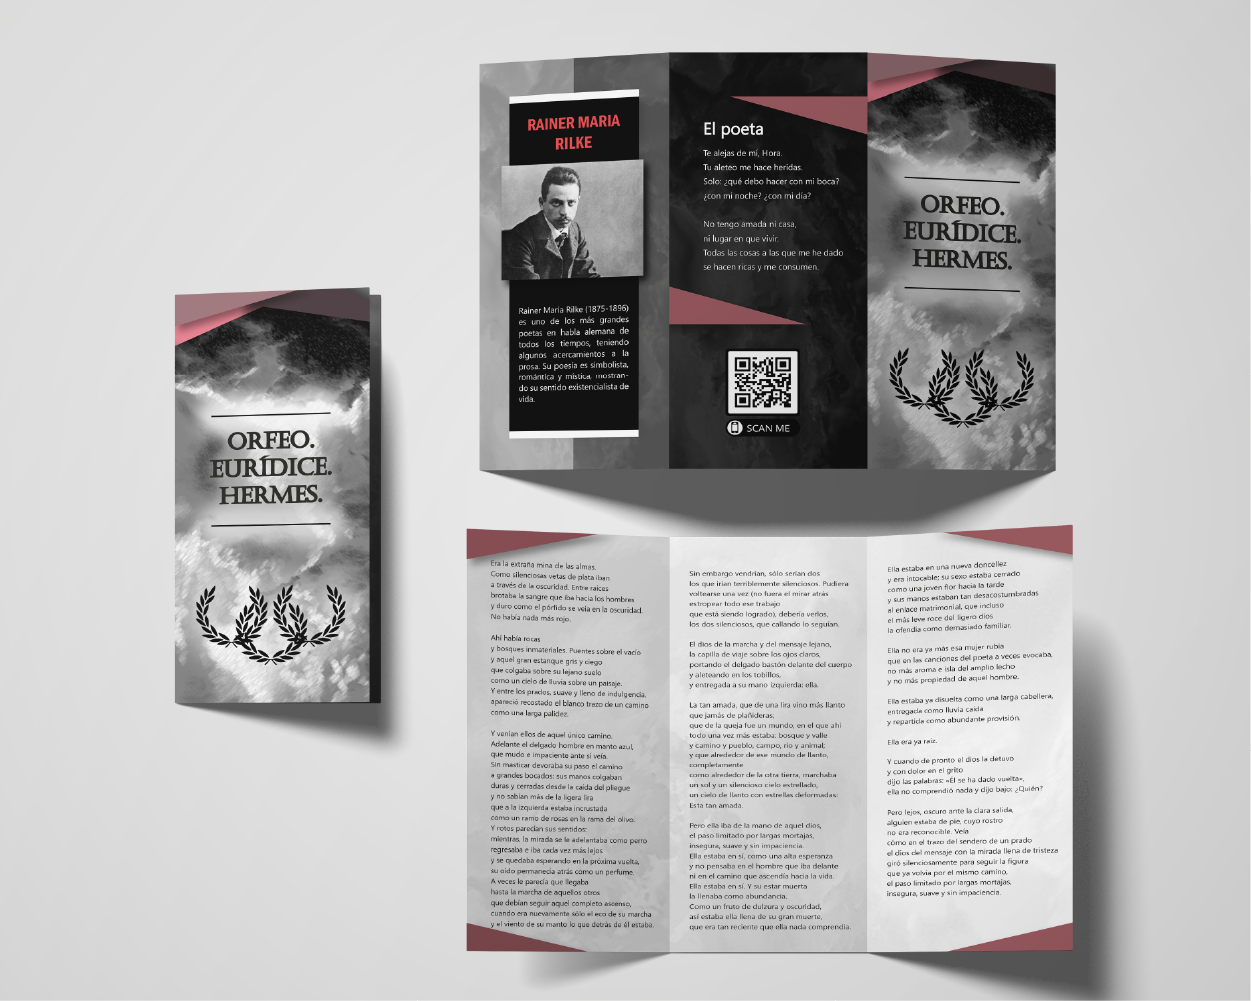 ORFEO.
EURÍDICE.
HERMES.
RAINER MARIA
RILKE
Rainer Maria Rilke (1875-1896)
es uno de los más grandes
poetas en habla alemana de
todos los tiempos, teniendo
algunos acercamientos a la
prosa. Su poesía es simbolista,
romántica y mística, mostran-
do su sentido existencialista de
vida.
El poeta
Te alejas de mí, Hora.
Tu aleteo me hace heridas.
Solo: ¿qué debo hacer con mi boca?
¿con mi noche? ¿con mi día?
No tengo amada ni casa,
ni lugar en que vivir.
Todas las cosas a las que me he dado
se hacen ricas y me consumen.
SCAN ME
ORFEO.
EURÍDICE.
HERMES.
Era la extraña mina de las almas.
Como silenciosas vetas de plata iban
a través de la oscuridad. Entre raíces
brotaba la sangre que iba hacia los hombres
y duro como el pórfido se veía en la oscuridad.
No había nada más rojo.
Ahí había rocas
y bosques inmateriales. Puentes sobre el vacío
y aquel gran estanque gris y ciego
que colgaba sobre su lejano suelo
como un cielo de lluvia sobre un paisaje.
Y entre los prados, suave y lleno de indulgencia,
apareció recostado el blanco trazo de un camino
como una larga palidez.
Y venían ellos de aquel único camino.
Adelante el delgado hombre en manto azul,
que mudo e impaciente ante sí veía.
Sin masticar devoraba su paso el camino
a grandes bocados: sus manos colgaban
duras y cerradas desde la caída del pliegue
y no sabían más de la ligera lira
que a la izquierda estaba incrustada
como un ramo de rosas en la rama del olivo.
Y rotos parecían sus sentidos:
mientras, la mirada se le adelantaba como perro
regresaba e iba cada vez más lejos
y se quedaba esperando en la próxima vuelta,
su oído permanecía atrás como un perfume.
A veces le parecía que llegaba
hasta la marcha de aquellos otros
que debían seguir aquel completo ascenso,
cuando era nuevamente sólo el eco de su marcha
y el viento de su manto lo que detrás de él estaba.
Sin embargo vendrían, sólo serían dos
los que irían terriblemente silenciosos. Pudiera
voltearse una vez (no fuera el mirar atrás
estropear todo ese trabajo
que está siendo logrado), debería verlos,
los dos silenciosos, que callando lo seguían.
El dios de la marcha y del mensaje lejano,
la capilla de viaje sobre los ojos claros,
portando el delgado bastón delante del cuerpo
y aleteando en los tobillos,
y entregada a su mano izquierda: ella.
La tan amada, que de una lira vino más llanto
que jamás de plañideras;
que de la queja fue un mundo, en el que ahí
todo una vez más estaba: bosque y valle
y camino y pueblo, campo, río y animal;
y que alrededor de ese mundo de llanto,
completamente
como alrededor de la otra tierra, marchaba
un sol y un silencioso cielo estrellado,
un cielo de llanto con estrellas deformadas:
Esta tan amada.
Pero ella iba de la mano de aquel dios,
el paso limitado por largas mortajas,
insegura, suave y sin impaciencia.
Ella estaba en sí, como una alta esperanza
y no pensaba en el hombre que iba delante
ni en el camino que ascendía hacia la vida.
Ella estaba en sí. Y su estar muerta
la llenaba como abundancia.
Como un fruto de dulzura y oscuridad,
así estaba ella llena de su gran muerte,
que era tan reciente que ella nada comprendía.
Ella estaba en una nueva doncellez
y era intocable; su sexo estaba cerrado
como una joven flor hacia la tarde
y sus manos estaban tan desacostumbradas
al enlace matrimonial, que incluso
el más leve roce del ligero dios
la ofendía como demasiado familiar.
Ella no era ya más esa mujer rubia
que en las canciones del poeta a veces evocaba,
no más aroma e isla del amplio lecho
y no más propiedad de aquel hombre.
Ella estaba ya disuelta como una larga cabellera,
entregada como lluvia caída
y repartida como abundante provisión.
Ella era ya raíz.
Y cuando de pronto el dios la detuvo
y con dolor en el grito
dijo las palabras: «Él se ha dado vuelta»,
ella no comprendió nada y dijo bajo: ¿Quién?
Pero lejos, oscuro ante la clara salida,
alguien estaba de pie, cuyo rostro
no era reconocible. Veía
cómo en el trazo del sendero de un prado
el dios del mensaje con la mirada llena de tristeza
giró silenciosamente para seguir la figura
que ya volvía por el mismo camino,
el paso limitado por largas mortajas,
insegura, suave y sin impaciencia.